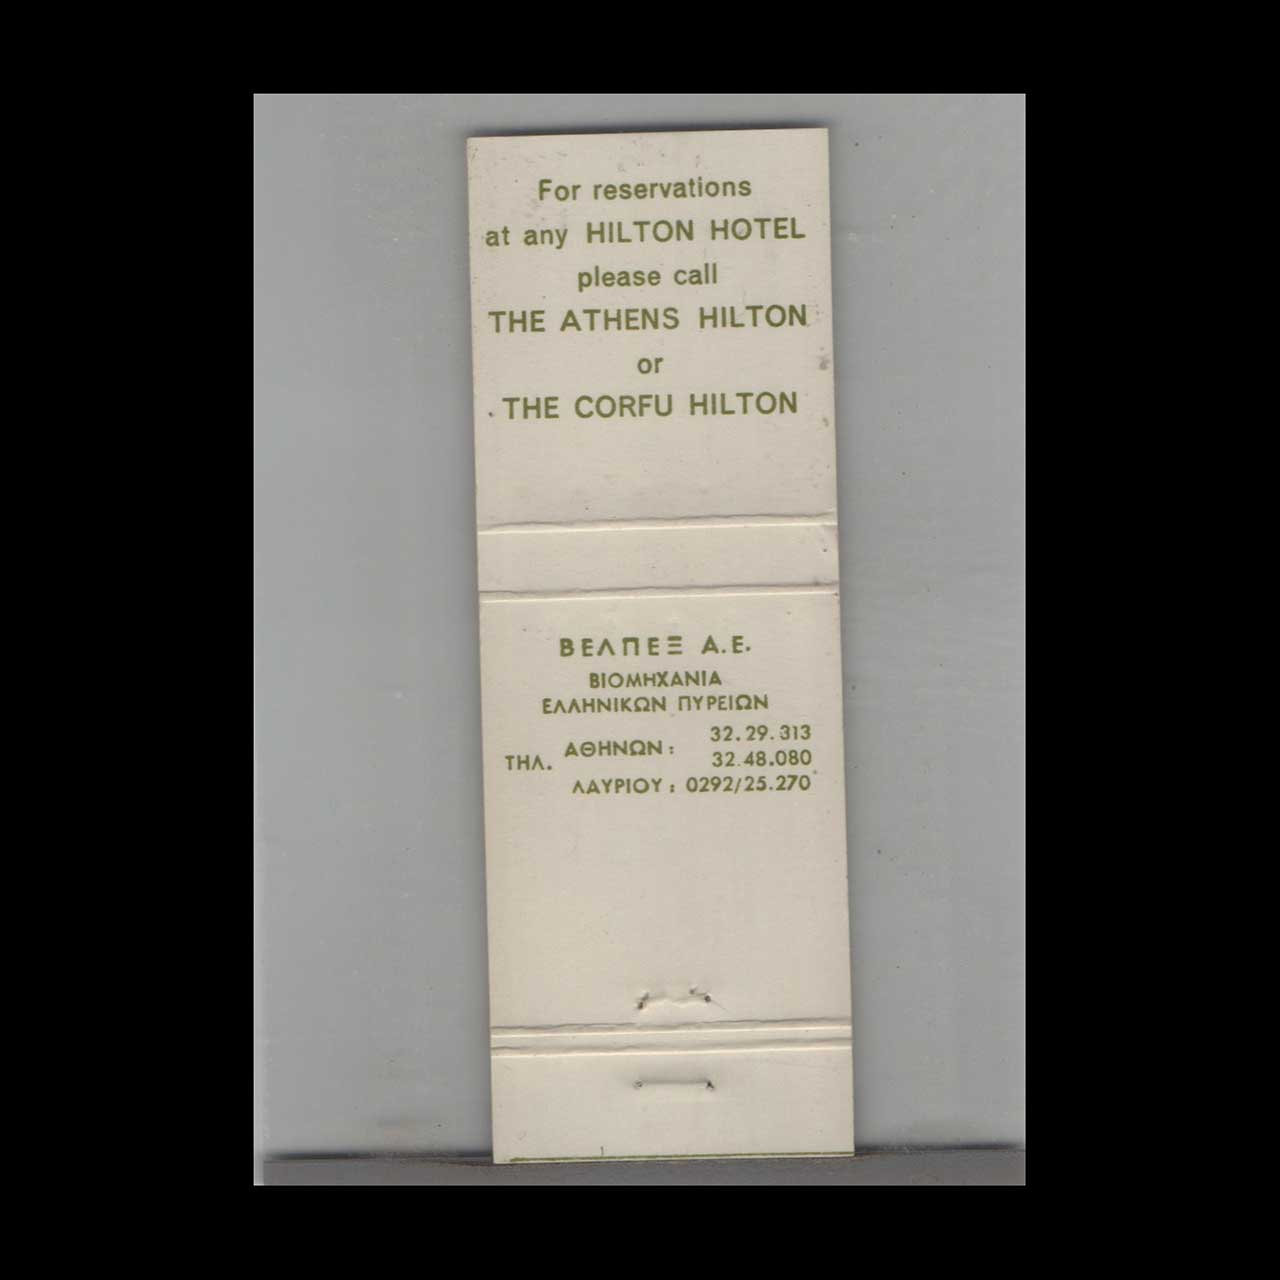 For reservations
at any HILTON HOTEL
please call
THE ATHENS HILTON
or
THE CORFU HILTON
ΒΕΛΠΕΞ Α.Ε.
ΒΙΟΜΗΧΑΝΙΑ
ΕΛΛΗΝΙΚΩΝ ΠΥΡΕΙΩΝ
ΤΗΛ. ΑΘΗΝΩΝ: 32.29.313
32.48.080
ΛΑΥΡΙΟΥ: 0292/25.270